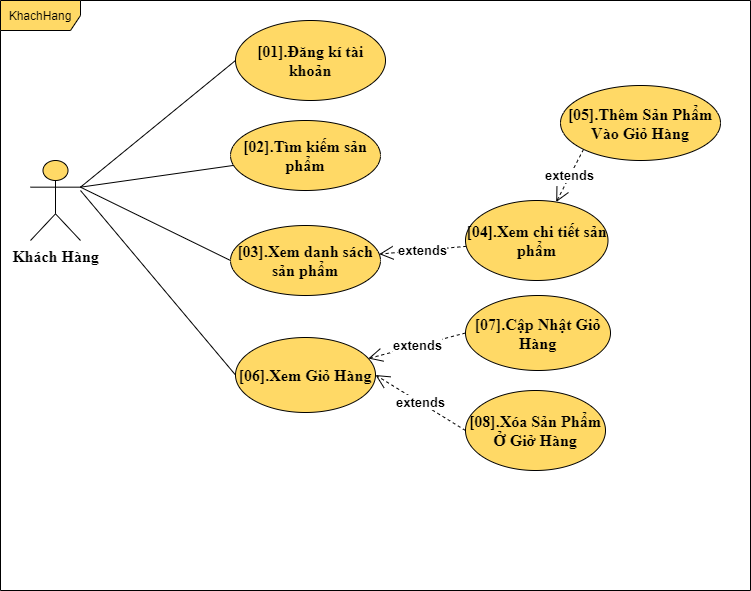 KhachHang
[01].Đăng kí tài
khoản
[05].Thêm Sản Phẩm
Vào Giỏ Hàng
[02].Tìm kiếm sản
phẩm
extends
Khách Hàng
[03].Xem danh sách
sản phẩm
extends
[04].Xem chi tiết sản
phẩm
[07].Cập Nhật Giỏ
Hàng
extends
[06].Xem Giỏ Hàng
extends
[08].Xóa Sản Phẩm
Ở Giở Hàng